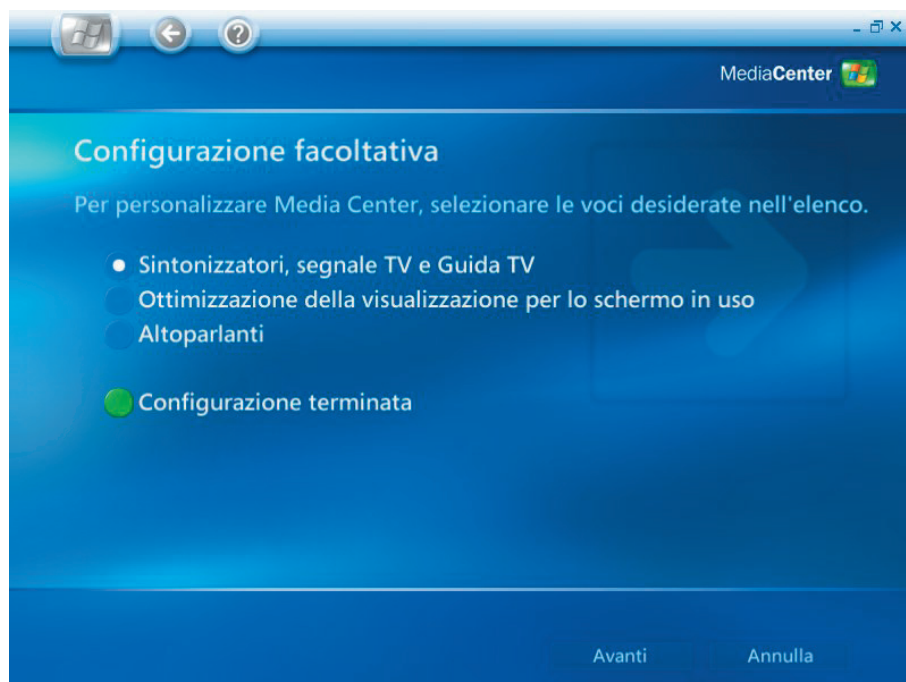 MediaCenter
Configurazione facoltativa
Per personalizzare Media Center, selezionare le voci desiderate nell'elenco.
Sintonizzatori, segnale TV e Guida TV
Ottimizzazione della visualizzazione per lo schermo in uso
Altoparlanti
Configurazione terminata
Avanti Annulla